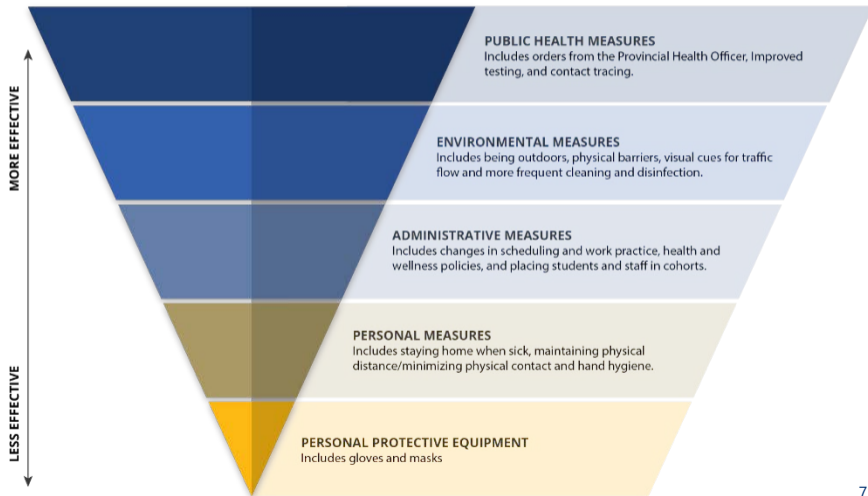 PUBLIC HEALTH MEASURES
Includes orders from the Provincial Health Officer, Improved
testing, and contact tracing.
MORE EFFECTIVE
ENVIRONMENTAL MEASURES
Includes being outdoors, physical barriers, visual cues for traffic
flow and more frequent cleaning and disinfection.
ADMINISTRATIVE MEASURES
Includes changes in scheduling and work practice, health and
wellness policies, and placing students and staff in cohorts.
PERSONAL MEASURES
Includes staying home when sick, maintaining physical
distance/minimizing physical contact and hand hygiene.
LESS EFFECTIVE
PERSONAL PROTECTIVE EQUIPMENT
Includes gloves and masks
7